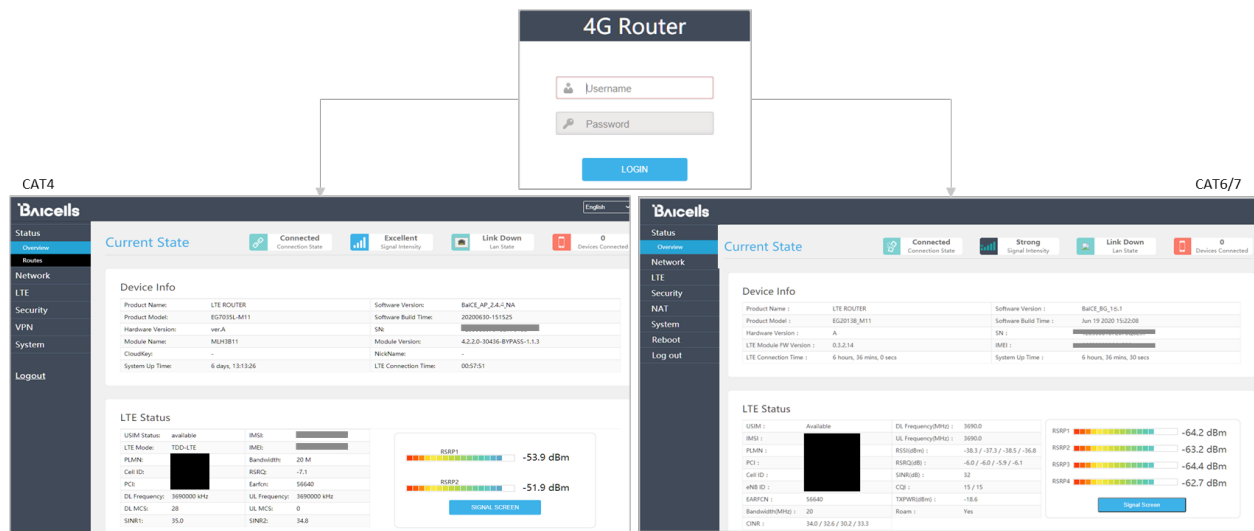 4G Router
Username
Password
LOGIN
CAT4
CAT6/7
Baicells
English
Status
Overview
Routes
Network
LTE
Security
VPN
System
Logout
Current State
Connected
Connection State
Excellent
Signal Intensity
Link Down
Lan State
0
Devices Connected
Device Info
Product Name: LTE ROUTER Software Version: BaiCE_AP_2.4.4_NA
Product Model: EG7035L-M11 Software Build Time: 20200630-151525
Hardware Version: ver.A SN:
Module Name: MLH3B11 Module Version: 4.2.2.0-30436-BYPASS-1.1.3
CloudKey: - NickName: -
System Up Time: 6 days, 13:13:26 LTE Connection Time: 00:57:51
LTE Status
USIM Status: available IMSI:
LTE Mode: TDD-LTE IMEI:
PLMN: Bandwidth: 20 M
Cell ID: RSRQ: -7.1
PCI: Earfcn: 56640
DL Frequency: 3690000 kHz UL Frequency: 3690000 kHz
DL MCS: 28 UL MCS: 0
SINR1: 35.0 SINR2: 34.8
RSRP1 -53.9 dBm
RSRP2 -51.9 dBm
SIGNAL SCREEN
Baicells
Status
Overview
Network
LTE
Security
NAT
System
Reboot
Log out
Current State
Connected
Connection State
Strong
Signal Intensity
Link Down
Lan State
0
Devices Connected
Device Info
Product Name : LTE ROUTER Software Version : BaiCE_BG_1.6.1
Product Model : EG2013B_M11 Software Build Time : Jun 19 2020 15:22:08
Hardware Version : A SN :
LTE Module FW Version : 0.3.2.14 IMEI :
LTE Connection Time : 6 hours, 36 mins, 0 secs System Up Time : 6 hours, 36 mins, 30 secs
LTE Status
USIM : Available DL Frequency(MHz) : 3690.0
IMSI : UL Frequency(MHz) : 3690.0
PLMN : RSSI(dBm) : -38.3 / -37.3 / -38.5 / -36.8
PCI : RSRQ(dB) : -6.0 / -6.0 / -5.9 / -6.1
Cell ID : SINR(dB) : 32
eNB ID : CQI : 15 / 15
EARFCN : 56640 TXPWR(dBm) : -18.6
Bandwidth(MHz) : 20 Roam : Yes
CINR : 34.0 / 32.6 / 30.2 / 33.3
RSRP1 -64.2 dBm
RSRP2 -63.2 dBm
RSRP3 -64.4 dBm
RSRP4 -62.7 dBm
Signal Screen